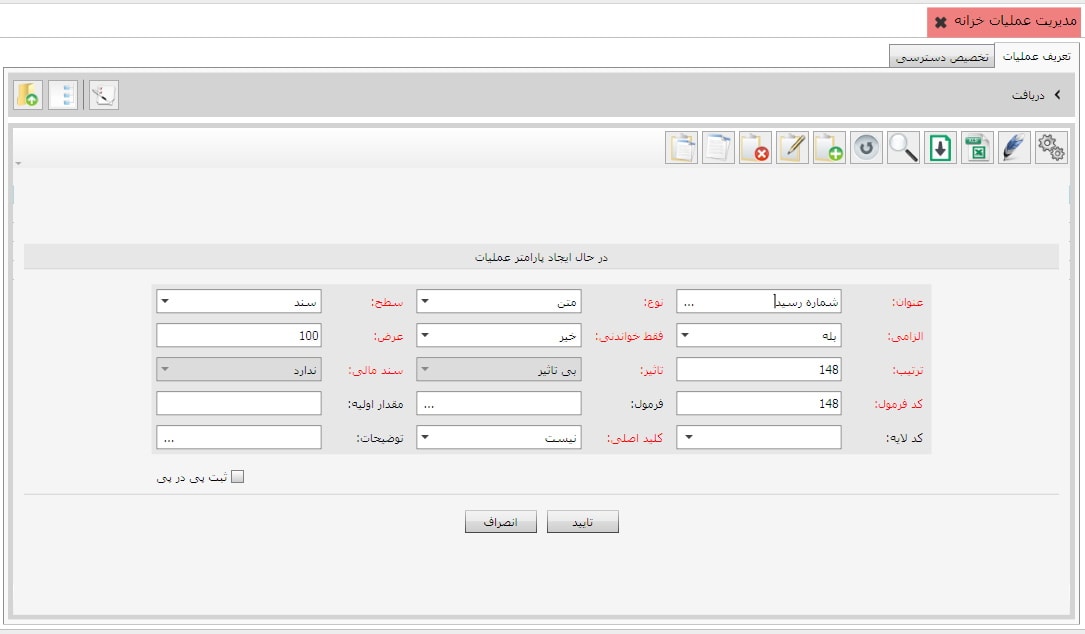 مدیریت عملیات خزانه
تعریف عملیات تخصیص دسترسی
دریافت
در حال ایجاد پارامتر عملیات
عنوان: شماره رسید ... نوع: متن سطح: سند
الزامی: بله فقط خواندنی: خیر عرض: 100
ترتیب: 148 تاثیر: بی تاثیر سند مالی: ندارد
کد فرمول: 148 فرمول: ... مقدار اولیه:
کد لایه: کلید اصلی: نیست توضیحات: ...
ثبت پی در پی
تایید انصراف